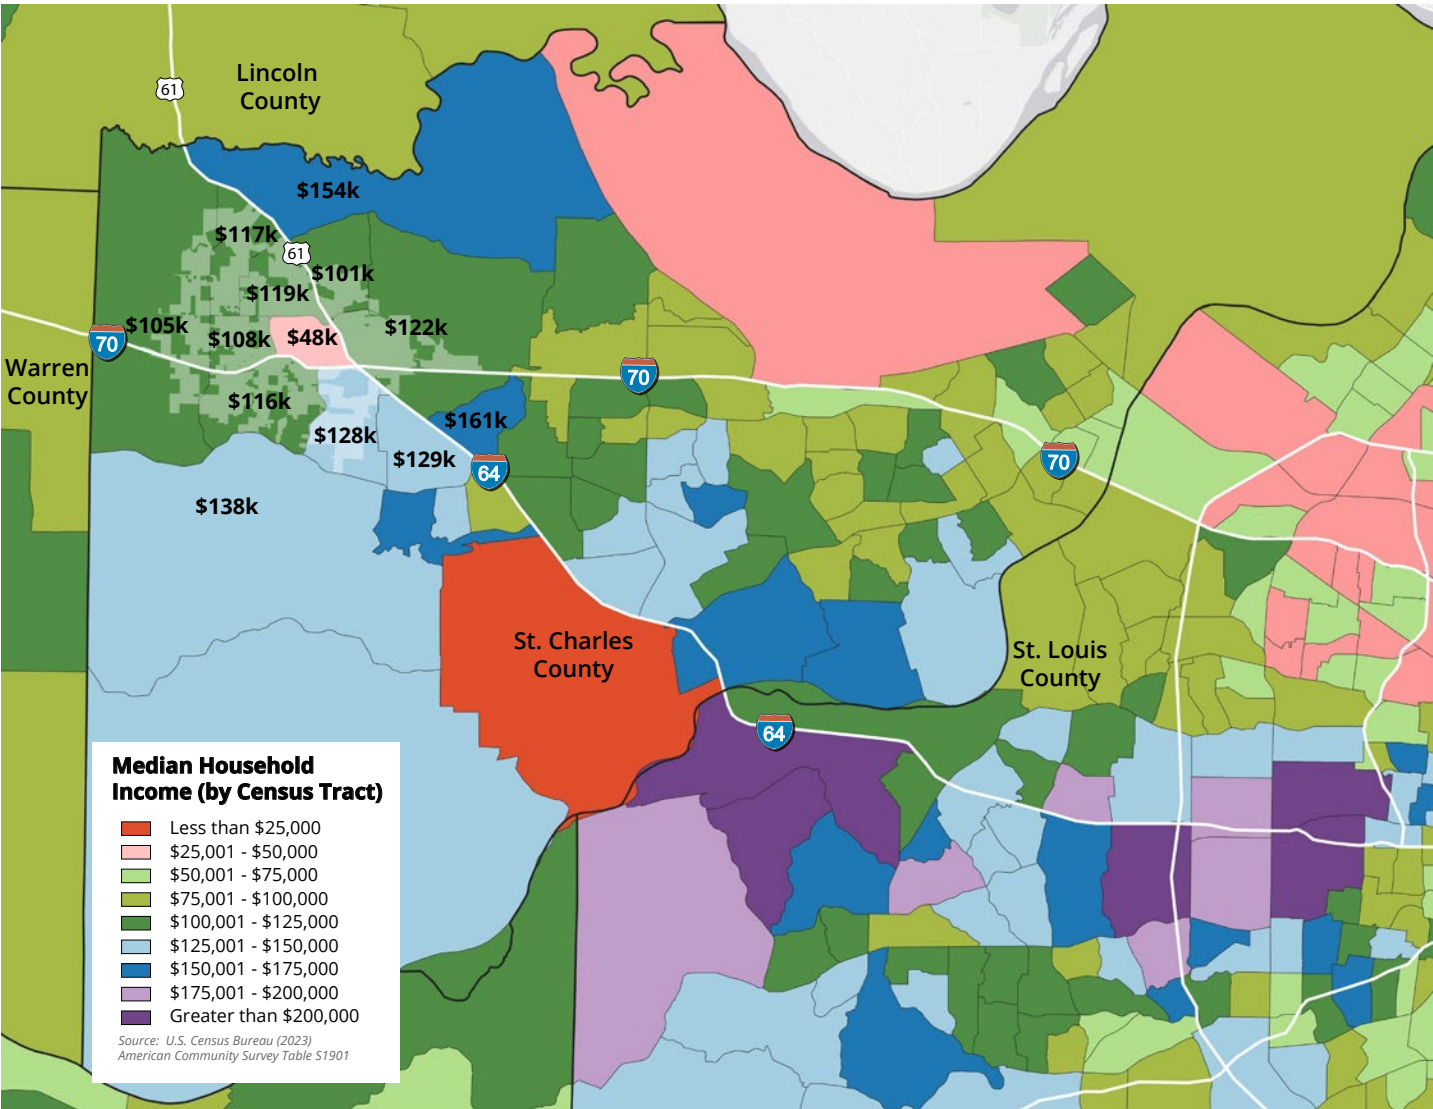 Lincoln
County
61
$154k
$117k
61
$101k
$119k
$105k
$122k
$108k
$48k
70
70
Warren
County
$116k
$161k
$128k
$129k
64
70
$138k
St. Charles
County
St. Louis
County
64
Median Household
Income (by Census Tract)
Less than $25,000
$25,001 - $50,000
$50,001 - $75,000
$75,001 - $100,000
$100,001 - $125,000
$125,001 - $150,000
$150,001 - $175,000
$175,001 - $200,000
Greater than $200,000
Source: U.S. Census Bureau (2023)
American Community Survey Table S1901